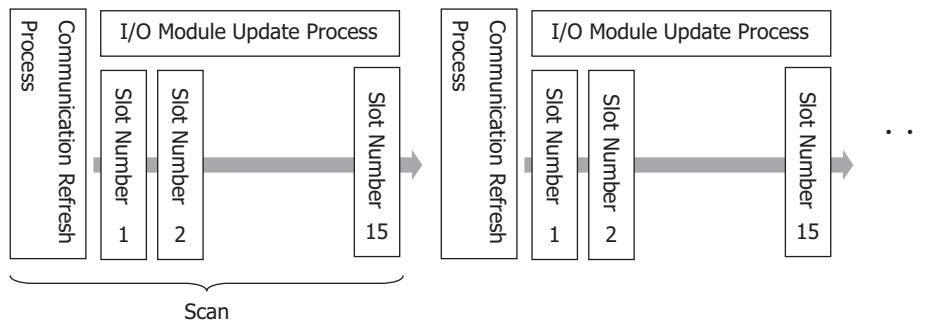 Communication Refresh
Process
I/O Module Update Process
Slot Number
1
Slot Number
2
Slot Number
15
Communication Refresh
Process
I/O Module Update Process
Slot Number
1
Slot Number
2
Slot Number
15
. .
Scan